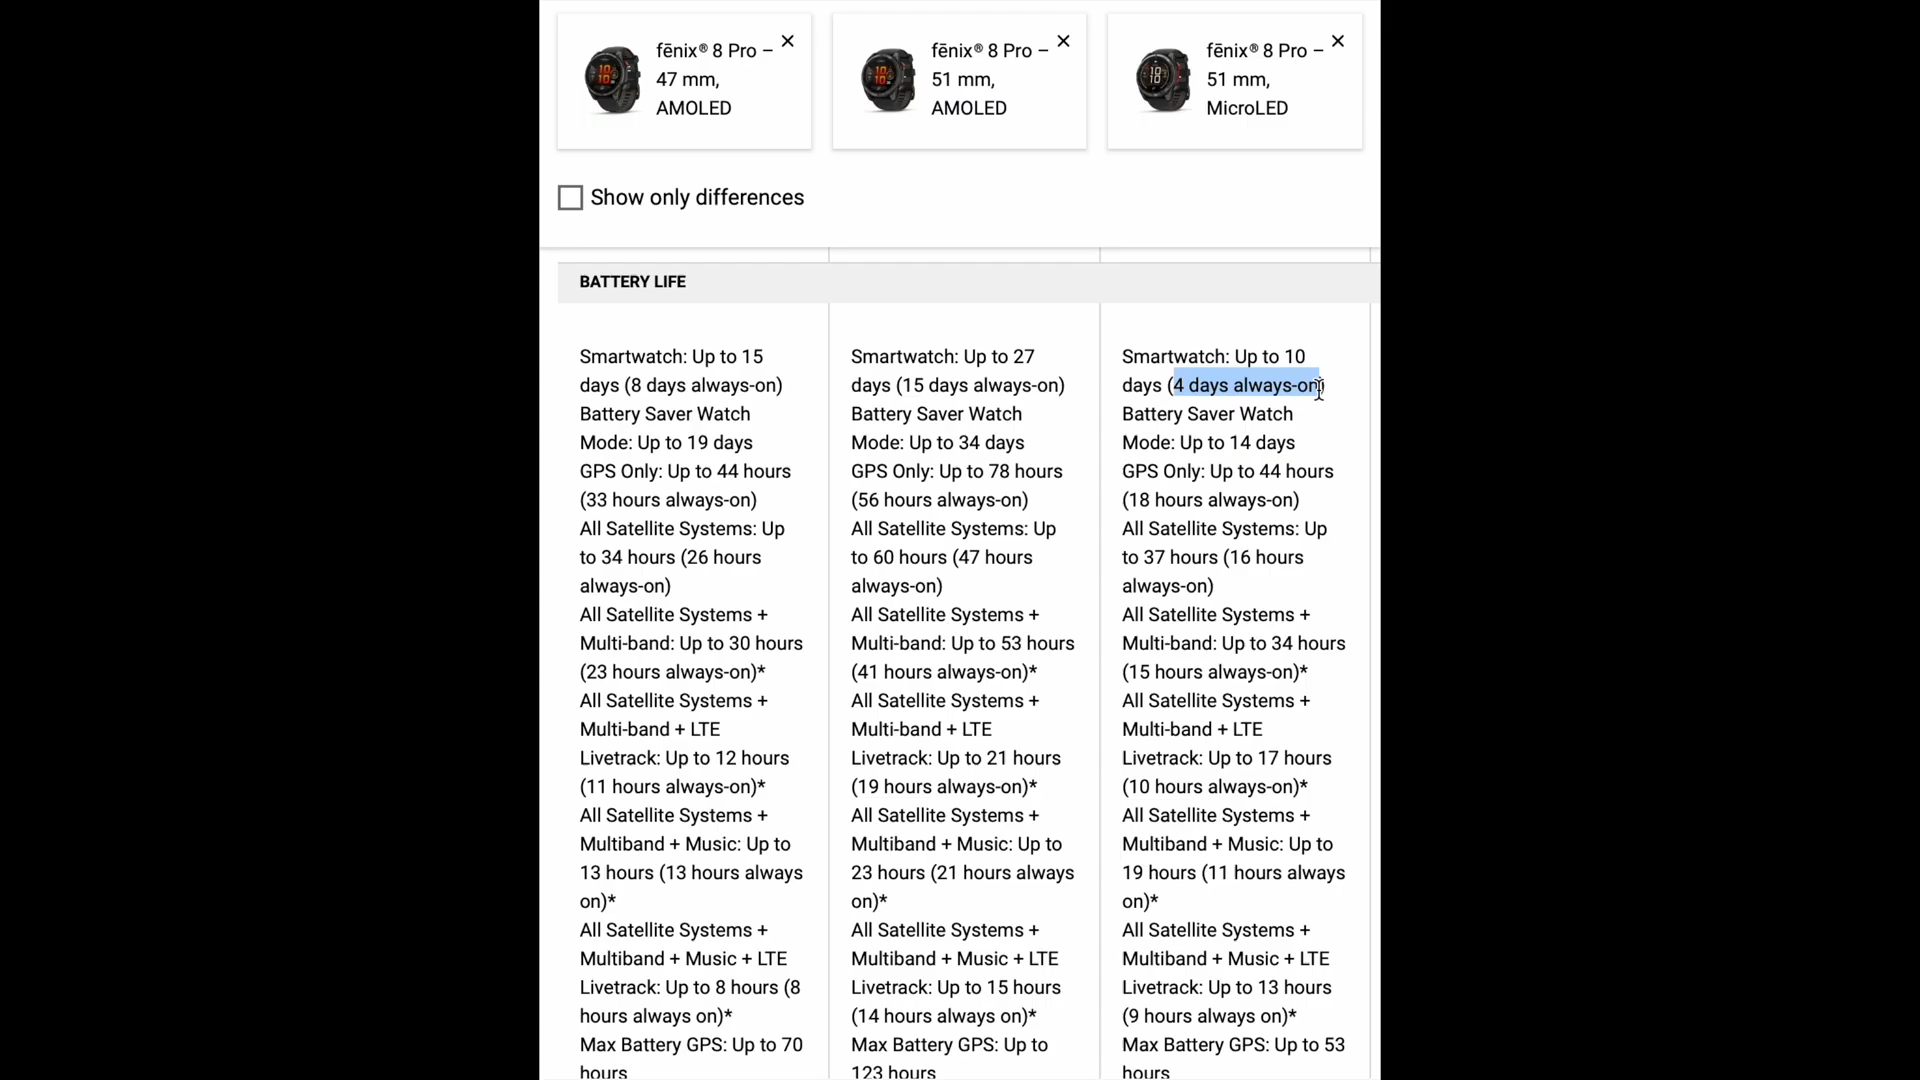 fēnix® 8 Pro –
47 mm,
AMOLED
fēnix® 8 Pro –
51 mm,
AMOLED
fēnix® 8 Pro –
51 mm,
MicroLED
Show only differences
BATTERY LIFE
Smartwatch: Up to 15
days (8 days always-on)
Battery Saver Watch
Mode: Up to 19 days
GPS Only: Up to 44 hours
(33 hours always-on)
All Satellite Systems: Up
to 34 hours (26 hours
always-on)
All Satellite Systems +
Multi-band: Up to 30 hours
(23 hours always-on)*
All Satellite Systems +
Multi-band + LTE
Livetrack: Up to 12 hours
(11 hours always-on)*
All Satellite Systems +
Multiband + Music: Up to
13 hours (13 hours always
on)*
All Satellite Systems +
Multiband + Music + LTE
Livetrack: Up to 8 hours (8
hours always on)*
Max Battery GPS: Up to 70
hours
Smartwatch: Up to 27
days (15 days always-on)
Battery Saver Watch
Mode: Up to 34 days
GPS Only: Up to 78 hours
(56 hours always-on)
All Satellite Systems: Up
to 60 hours (47 hours
always-on)
All Satellite Systems +
Multi-band: Up to 53 hours
(41 hours always-on)*
All Satellite Systems +
Multi-band + LTE
Livetrack: Up to 21 hours
(19 hours always-on)*
All Satellite Systems +
Multiband + Music: Up to
23 hours (21 hours always
on)*
All Satellite Systems +
Multiband + Music + LTE
Livetrack: Up to 15 hours
(14 hours always on)*
Max Battery GPS: Up to
123 hours
Smartwatch: Up to 10
days (4 days always-on)
Battery Saver Watch
Mode: Up to 14 days
GPS Only: Up to 44 hours
(18 hours always-on)
All Satellite Systems: Up
to 37 hours (16 hours
always-on)
All Satellite Systems +
Multi-band: Up to 34 hours
(15 hours always-on)*
All Satellite Systems +
Multi-band + LTE
Livetrack: Up to 17 hours
(10 hours always-on)*
All Satellite Systems +
Multiband + Music: Up to
19 hours (11 hours always
on)*
All Satellite Systems +
Multiband + Music + LTE
Livetrack: Up to 13 hours
(9 hours always on)*
Max Battery GPS: Up to 53
hours